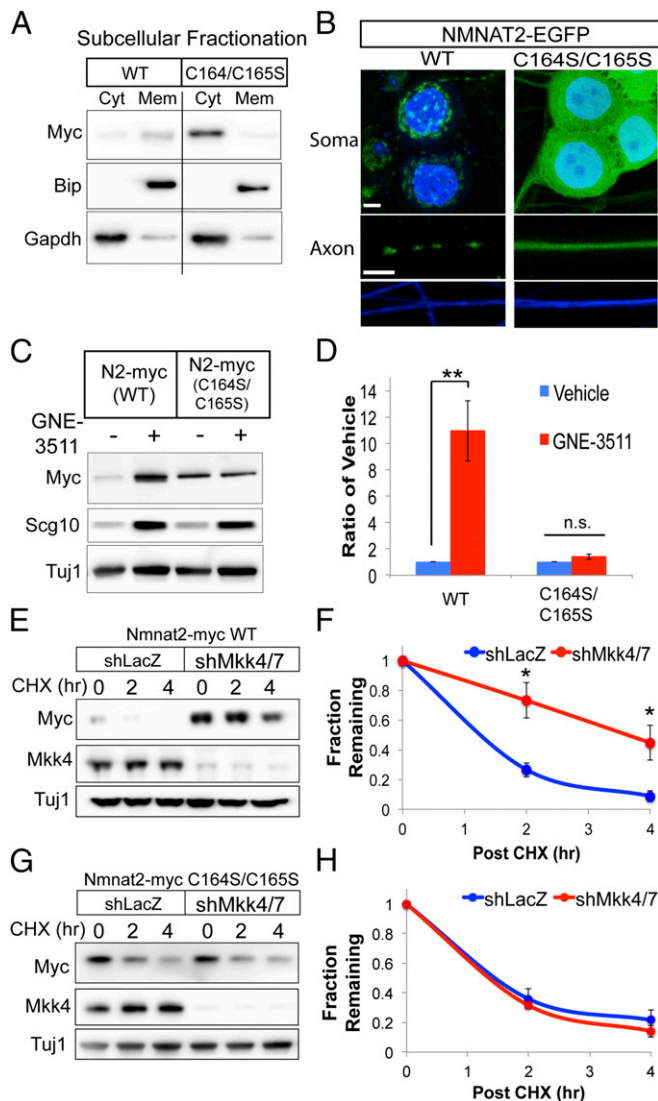 A
Subcellular Fractionation
WT C164/C165S
Cyt Mem Cyt Mem
Myc
Bip
Gapdh
B
NMNAT2-EGFP
WT C164S/C165S
Soma
Axon
C
N2-myc (WT)
N2-myc (C164S/ C165S)
GNE- 3511
- + - +
Myc
Scg10
Tuj1
D
Ratio of Vehicle
14
12
10
8
6
4
2
0
**
n.s.
Vehicle
GNE-3511
WT
C164S/ C165S
E
Nmnat2-myc WT
shLacZ shMkk4/7
CHX (hr) 0 2 4 0 2 4
Myc
Mkk4
Tuj1
F
shLacZ shMkk4/7
Fraction Remaining
1
0.8
0.6
0.4
0.2
0
*
*
0 1 2 3 4
Post CHX (hr)
G
Nmnat2-myc C164S/C165S
shLacZ shMkk4/7
CHX (hr) 0 2 4 0 2 4
Myc
Mkk4
Tuj1
H
shLacZ shMkk4/7
Fraction Remaining
1
0.8
0.6
0.4
0.2
0
0 1 2 3 4
Post CHX (hr)